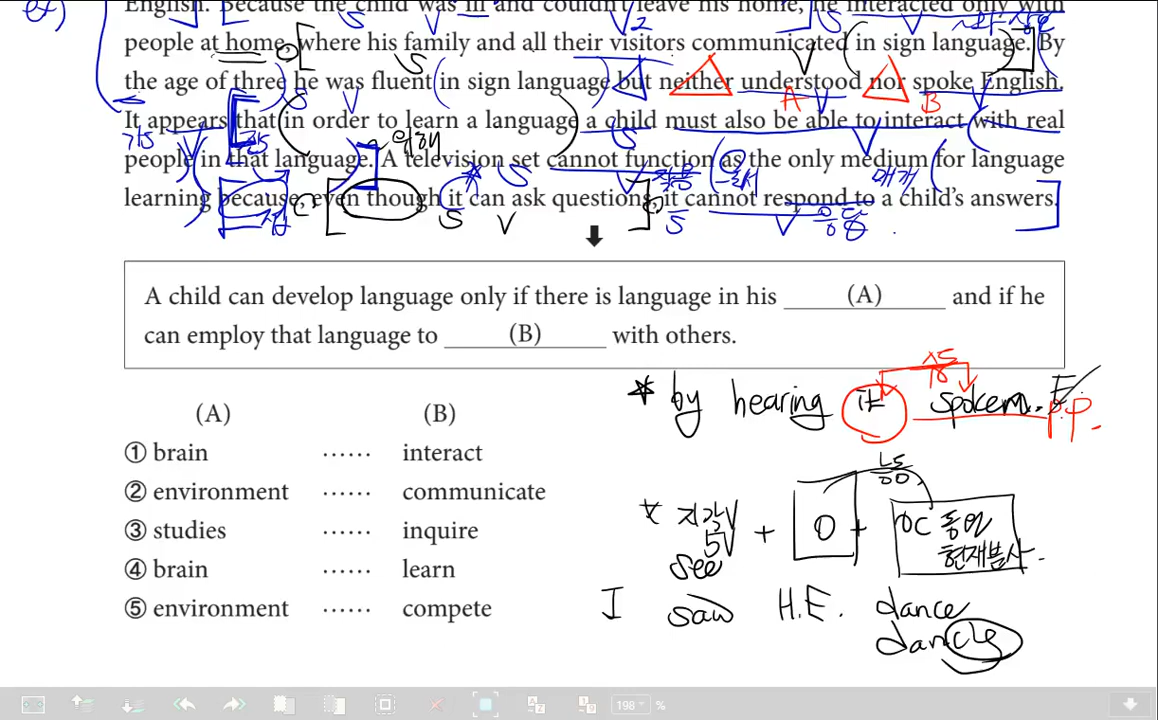 ex)
English. Because the child was ill and couldn't leave his home, he interacted only with
S V V2
people at home, where his family and all their visitors communicated in sign language. By
S V
the age of three he was fluent in sign language but neither understood nor spoke English.
S V A B
It appears that in order to learn a language a child must also be able to interact with real
S V
people in that language. A television set cannot function as the only medium for language
S V 매개
learning because, even though it can ask questions, it cannot respond to a child's answers.
S V S V
A child can develop language only if there is language in his (A) and if he
can employ that language to (B) with others.
* by hearing it spoken. p.p.
(A) (B)
① brain ······ interact
② environment ······ communicate
③ studies ······ inquire
④ brain ······ learn
⑤ environment ······ compete
지각V + O + OC 동원
5V 현재분사
see
I saw H.E. dance
dancing
198 %